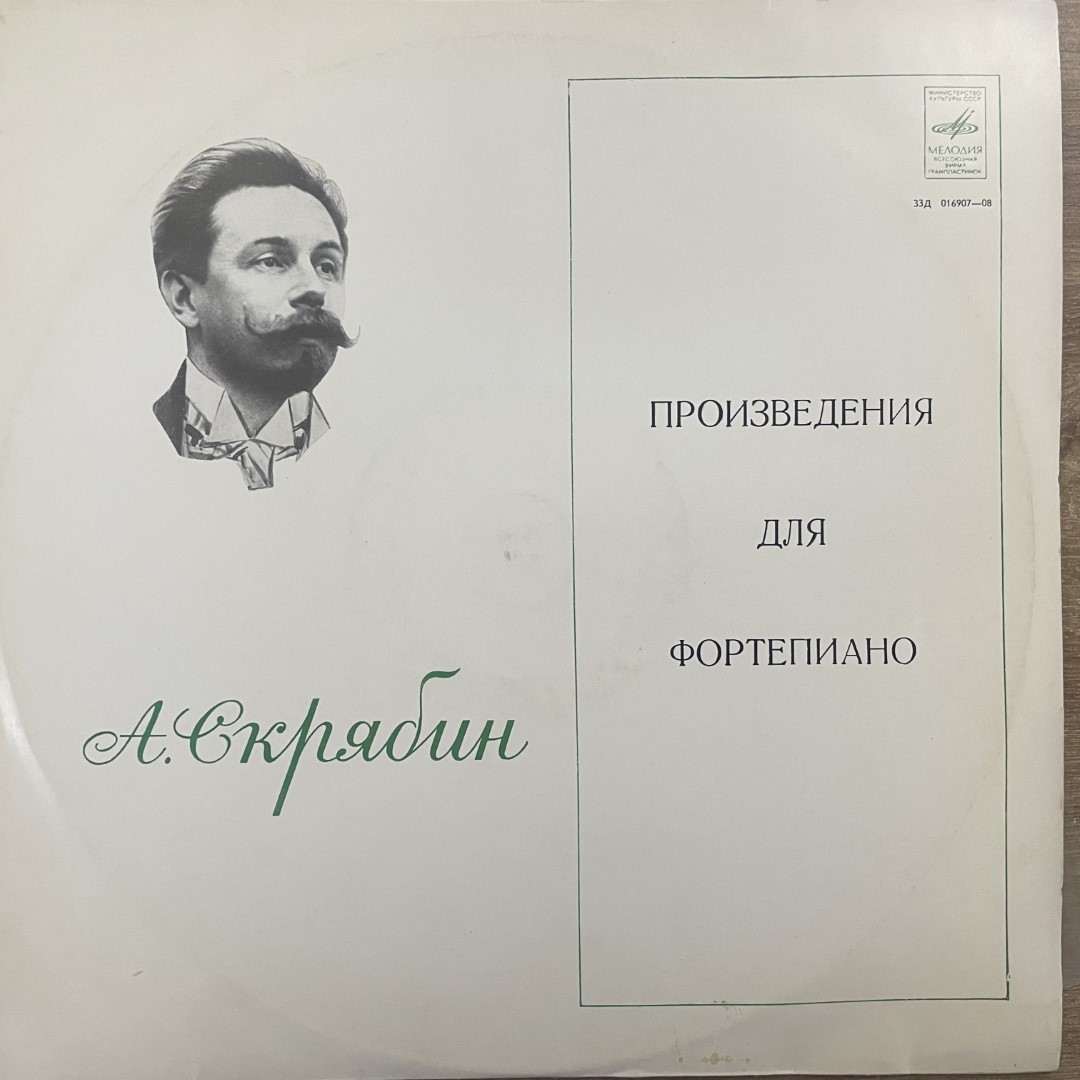 МИНИСТЕРСТВО
КУЛЬТУРЫ СССР
МЕЛОДИЯ
ВСЕСОЮЗНАЯ
ФИРМА
ГРАМПЛАСТИНОК
33Д 016907—08
ПРОИЗВЕДЕНИЯ
ДЛЯ
ФОРТЕПИАНО
А. Скрябин